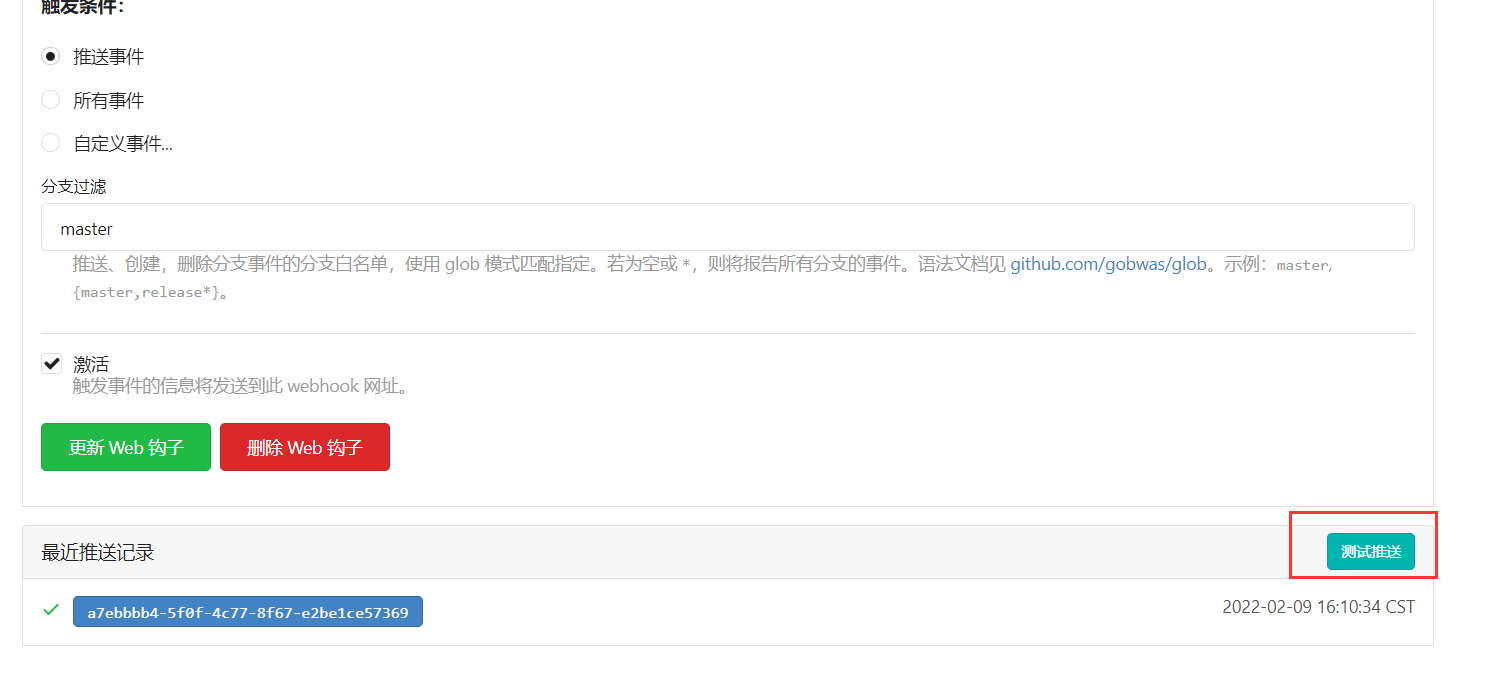 触发条件：
推送事件
所有事件
自定义事件...
分支过滤
master
推送、创建，删除分支事件的分支白名单，使用 glob 模式匹配指定。若为空或 *，则将报告所有分支的事件。语法文档见 github.com/gobwas/glob。示例：master,
{master,release*}。
激活
触发事件的信息将发送到此 webhook 网址。
更新 Web 钩子 删除 Web 钩子
最近推送记录 测试推送
a7ebbbb4-5f0f-4c77-8f67-e2be1ce57369 2022-02-09 16:10:34 CST